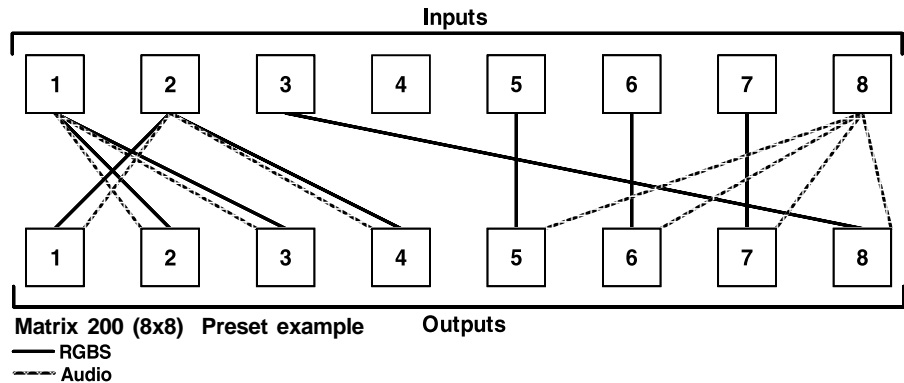 Inputs
1 2 3 4 5 6 7 8
1 2 3 4 5 6 7 8
Matrix 200 (8x8) Preset example Outputs
RGBS
Audio